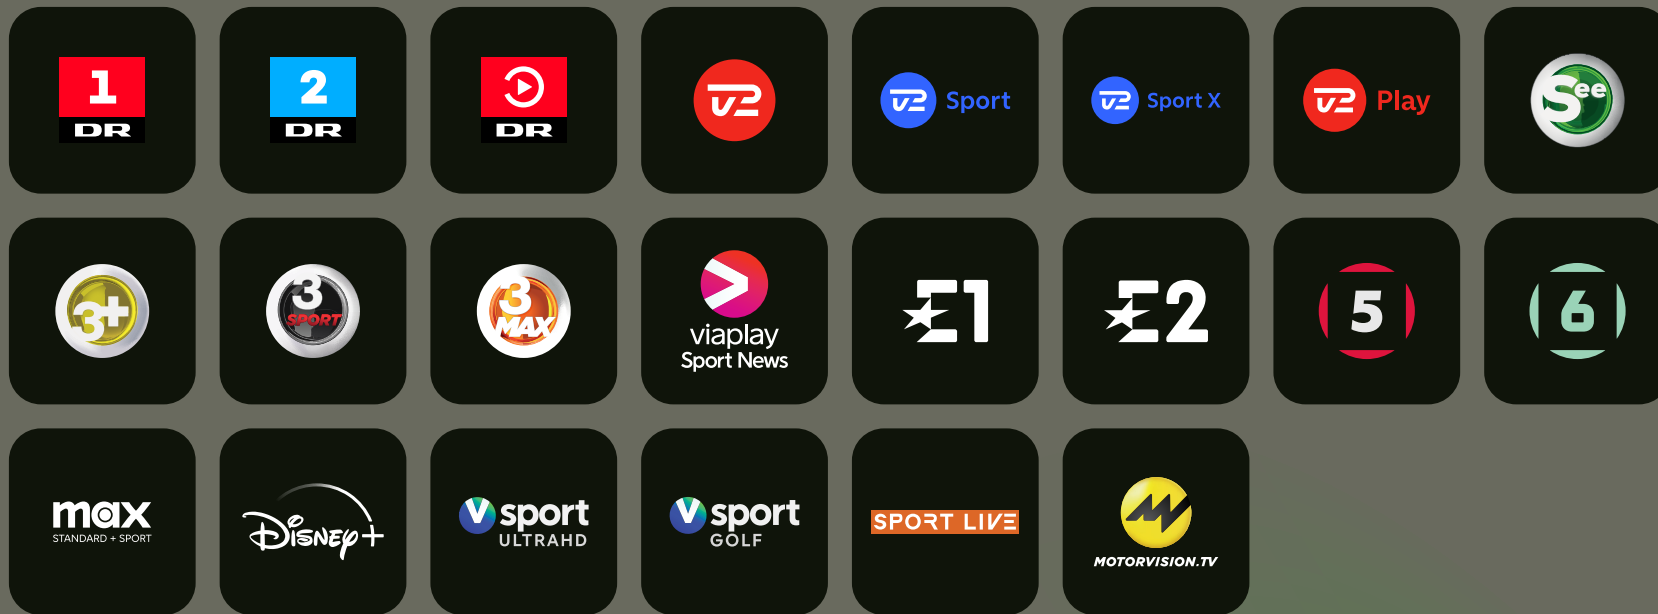 1
DR
2
DR
DR
TV2
TV2 Sport
TV2 Sport X
TV2 Play
See
3+
3
SPORT
3
MAX
viaplay
Sport News
E1
E2
5
6
max
STANDARD + SPORT
Disney+
V sport
ULTRAHD
V sport
GOLF
SPORT LIVE
MOTORVISION.TV